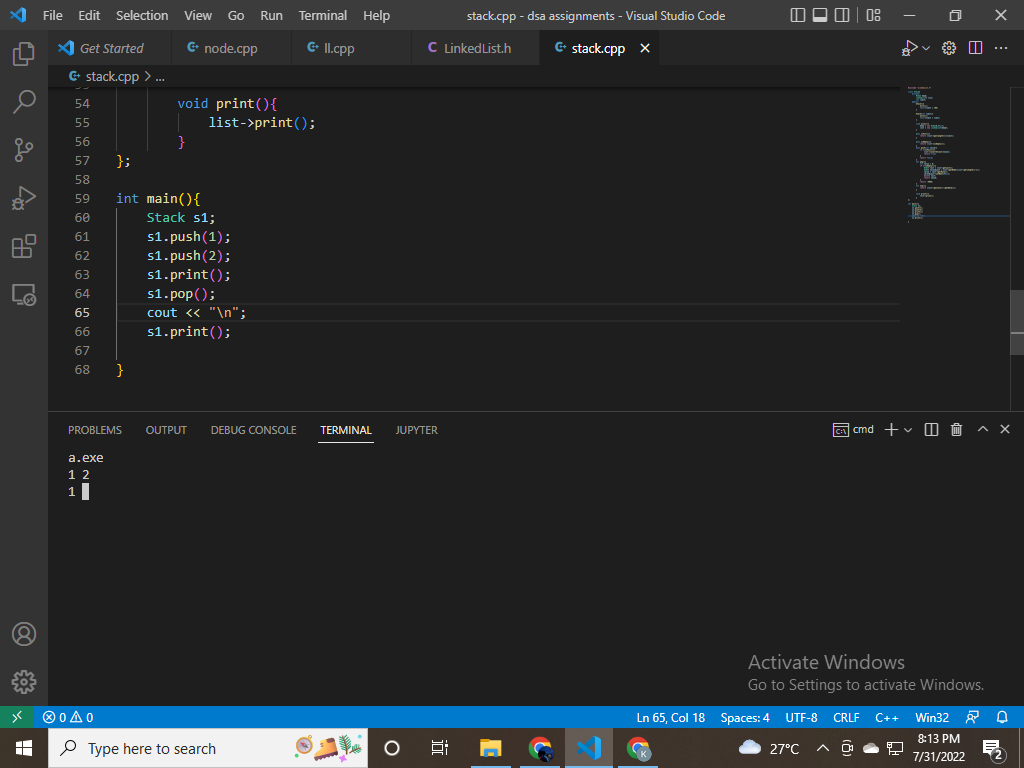 File Edit Selection View Go Run Terminal Help stack.cpp - dsa assignments - Visual Studio Code
Get Started node.cpp ll.cpp C LinkedList.h stack.cpp
stack.cpp > ...
54 void print(){
55 list->print();
56 }
57 };
58
59 int main(){
60 Stack s1;
61 s1.push(1);
62 s1.push(2);
63 s1.print();
64 s1.pop();
65 cout << "\n";
66 s1.print();
67
68 }
PROBLEMS OUTPUT DEBUG CONSOLE TERMINAL JUPYTER cmd
a.exe
1 2
1
Activate Windows
Go to Settings to activate Windows.
0 0 Ln 65, Col 18 Spaces: 4 UTF-8 CRLF C++ Win32
Type here to search 27°C 8:13 PM
7/31/2022 2